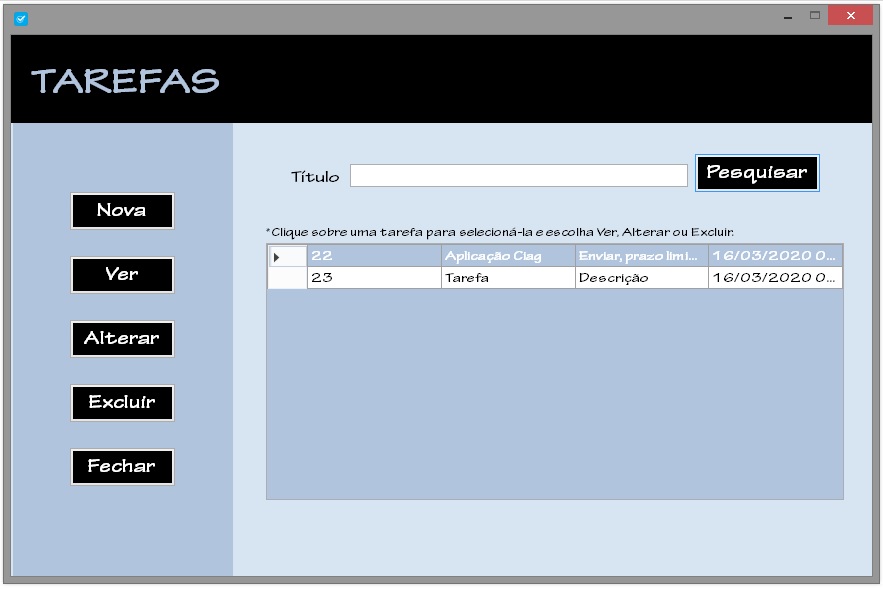 TAREFAS
Título Pesquisar
Nova
Ver
Alterar
Excluir
Fechar
*Clique sobre uma tarefa para selecioná-la e escolha Ver, Alterar ou Excluir.
22 Aplicação Ciag Enviar, prazo limi... 16/03/2020 0...
23 Tarefa Descrição 16/03/2020 0...